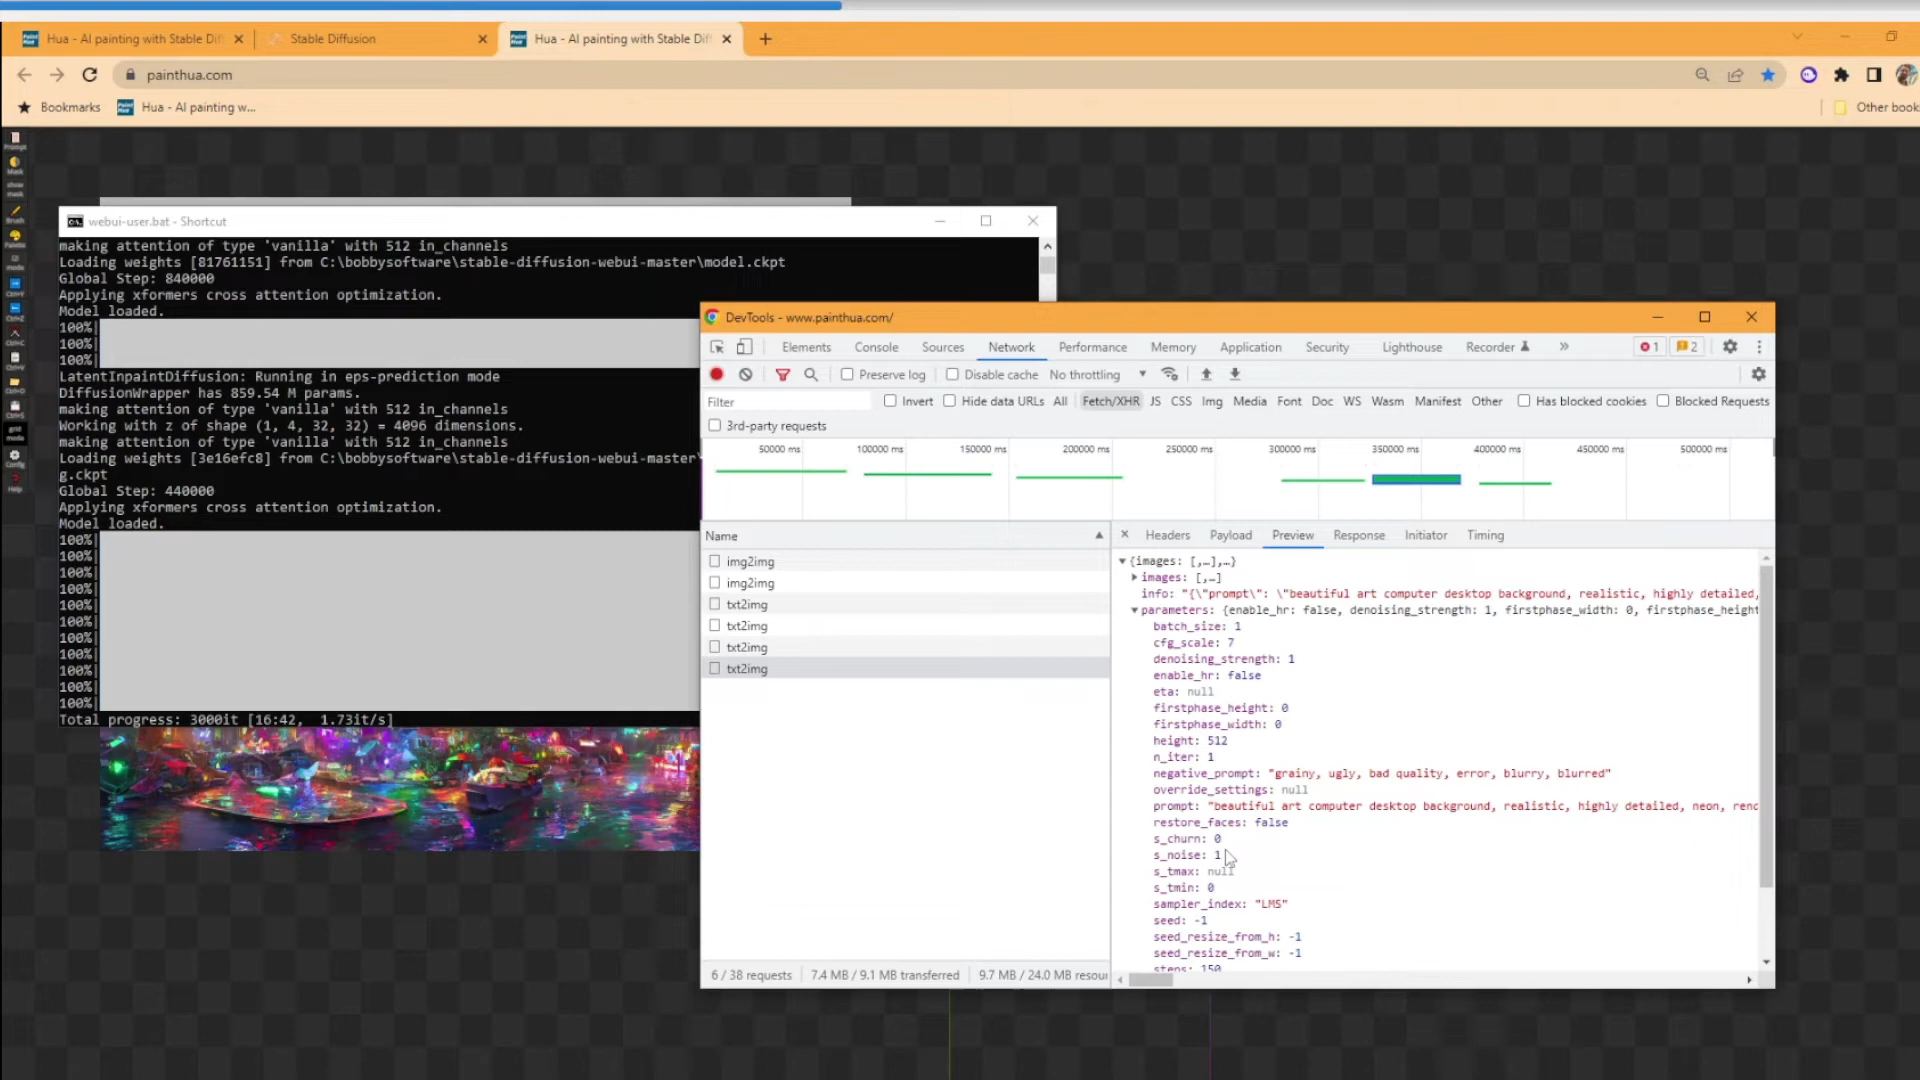 Hua - AI painting with Stable Dif
Stable Diffusion
Hua - AI painting with Stable Dif
painthua.com
Bookmarks
Hua - AI painting w...
Other book
webui-user.bat - Shortcut
making attention of type 'vanilla' with 512 in_channels
Loading weights [81761151] from C:\bobbysoftware\stable-diffusion-webui-master\model.ckpt
Global Step: 840000
Applying xformers cross attention optimization.
Model loaded.
100%|
100%|
100%|
LatentInpaintDiffusion: Running in eps-prediction mode
DiffusionWrapper has 859.54 M params.
making attention of type 'vanilla' with 512 in_channels
Working with z of shape (1, 4, 32, 32) = 4096 dimensions.
making attention of type 'vanilla' with 512 in_channels
Loading weights [3e16efc8] from C:\bobbysoftware\stable-diffusion-webui-master\
g.ckpt
Global Step: 440000
Applying xformers cross attention optimization.
Model loaded.
100%|
100%|
100%|
100%|
100%|
100%|
100%|
100%|
100%|
100%|
100%|
Total progress: 3000it [16:42, 1.73it/s]
DevTools - www.painthua.com/
Elements Console Sources Network Performance Memory Application Security Lighthouse Recorder 1 2
Preserve log Disable cache No throttling
Filter Invert Hide data URLs All Fetch/XHR JS CSS Img Media Font Doc WS Wasm Manifest Other Has blocked cookies Blocked Requests
3rd-party requests
50000 ms 100000 ms 150000 ms 200000 ms 250000 ms 300000 ms 350000 ms 400000 ms 450000 ms 500000 ms
Name
img2img
img2img
txt2img
txt2img
txt2img
txt2img
6 / 38 requests 7.4 MB / 9.1 MB transferred 9.7 MB / 24.0 MB resour
Headers Payload Preview Response Initiator Timing
{images: [,…],…}
images: [,…]
info: "{\"prompt\": \"beautiful art computer desktop background, realistic, highly detailed,
parameters: {enable_hr: false, denoising_strength: 1, firstphase_width: 0, firstphase_height
batch_size: 1
cfg_scale: 7
denoising_strength: 1
enable_hr: false
eta: null
firstphase_height: 0
firstphase_width: 0
height: 512
n_iter: 1
negative_prompt: "grainy, ugly, bad quality, error, blurry, blurred"
override_settings: null
prompt: "beautiful art computer desktop background, realistic, highly detailed, neon, renc
restore_faces: false
s_churn: 0
s_noise: 1
s_tmax: null
s_tmin: 0
sampler_index: "LMS"
seed: -1
seed_resize_from_h: -1
seed_resize_from_w: -1
steps: 150